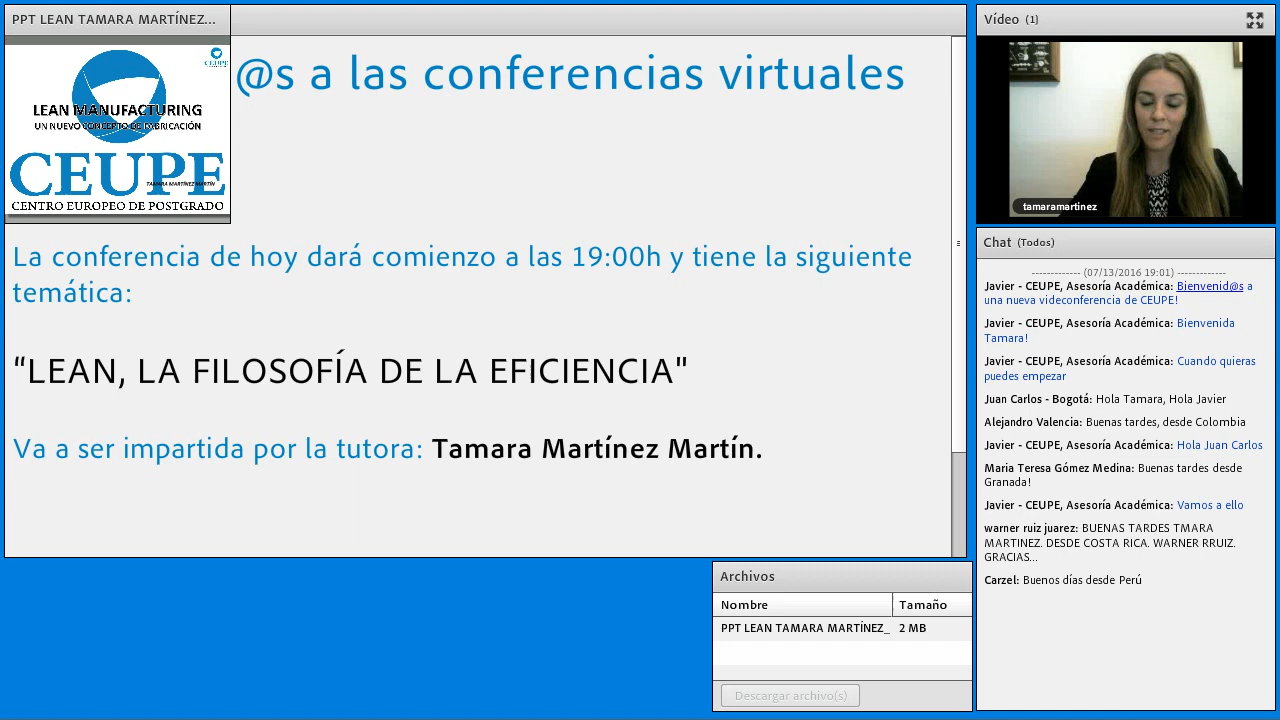 PPT LEAN TAMARA MARTÍNEZ...
CEUPE
LEAN MANUFACTURING
UN NUEVO CONCEPTO DE FABRICACIÓN
CEUPE
TAMARA MARTÍNEZ MARTÍN
CENTRO EUROPEO DE POSTGRADO
@s a las conferencias virtuales
La conferencia de hoy dará comienzo a las 19:00h y tiene la siguiente
temática:
"LEAN, LA FILOSOFÍA DE LA EFICIENCIA"
Va a ser impartida por la tutora: Tamara Martínez Martín.
Archivos
Nombre Tamaño
PPT LEAN TAMARA MARTÍNEZ_ 2 MB
Descargar archivo(s)
Vídeo (1)
tamaramartinez
Chat (Todos)
------------- (07/13/2016 19:01) -------------
Javier - CEUPE, Asesoría Académica: Bienvenid@s a
una nueva videconferencia de CEUPE!
Javier - CEUPE, Asesoría Académica: Bienvenida
Tamara!
Javier - CEUPE, Asesoría Académica: Cuando quieras
puedes empezar
Juan Carlos - Bogotá: Hola Tamara, Hola Javier
Alejandro Valencia: Buenas tardes, desde Colombia
Javier - CEUPE, Asesoría Académica: Hola Juan Carlos
Maria Teresa Gómez Medina: Buenas tardes desde
Granada!
Javier - CEUPE, Asesoría Académica: Vamos a ello
warner ruiz juarez: BUENAS TARDES TMARA
MARTINEZ. DESDE COSTA RICA. WARNER RRUIZ.
GRACIAS...
Carzel: Buenos días desde Perú